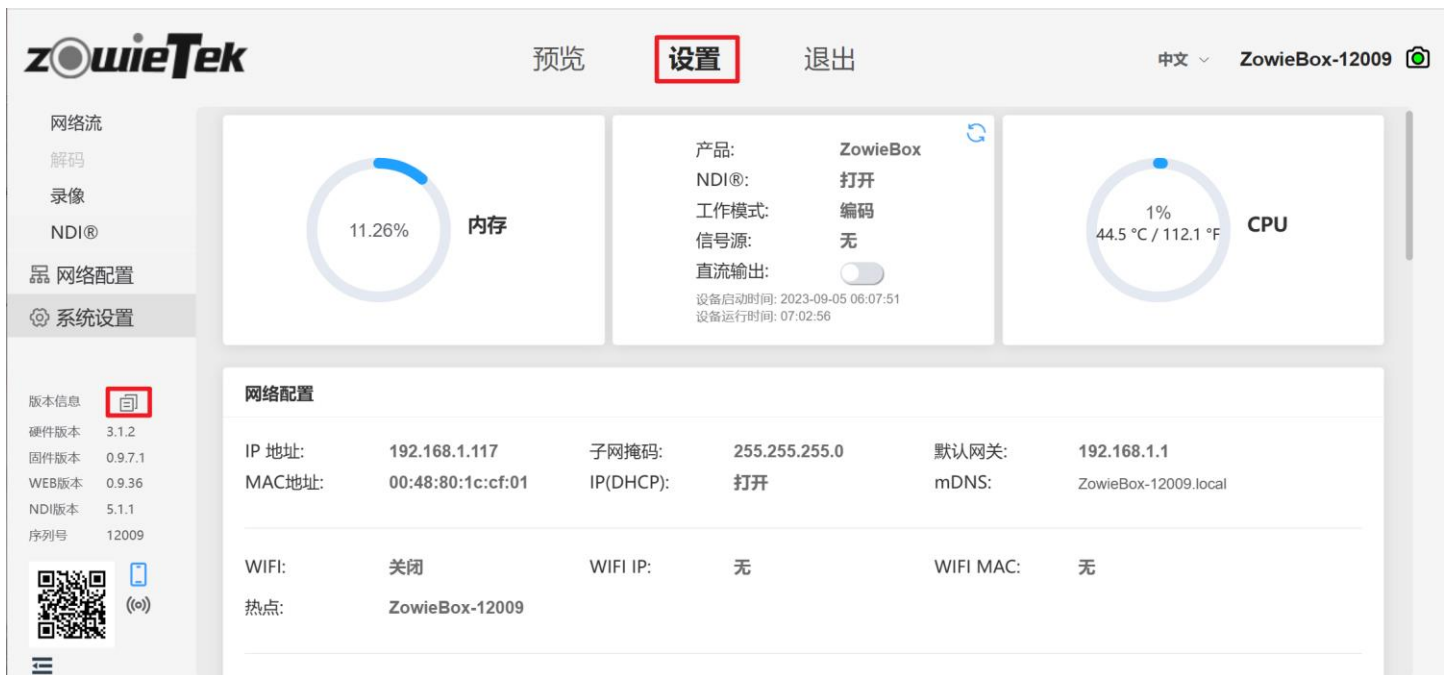 zowieTek
预览
设置
退出
中文
ZowieBox-12009
网络流
解码
录像
NDI®
网络配置
系统设置
版本信息
硬件版本 3.1.2
固件版本 0.9.7.1
WEB版本 0.9.36
NDI版本 5.1.1
序列号 12009
11.26%
内存
产品: ZowieBox
NDI®: 打开
工作模式: 编码
信号源: 无
直流输出:
设备启动时间: 2023-09-05 06:07:51
设备运行时间: 07:02:56
1%
44.5 °C / 112.1 °F
CPU
网络配置
IP 地址: 192.168.1.117 子网掩码: 255.255.255.0 默认网关: 192.168.1.1
MAC地址: 00:48:80:1c:cf:01 IP(DHCP): 打开 mDNS: ZowieBox-12009.local
WIFI: 关闭 WIFI IP: 无 WIFI MAC: 无
热点: ZowieBox-12009